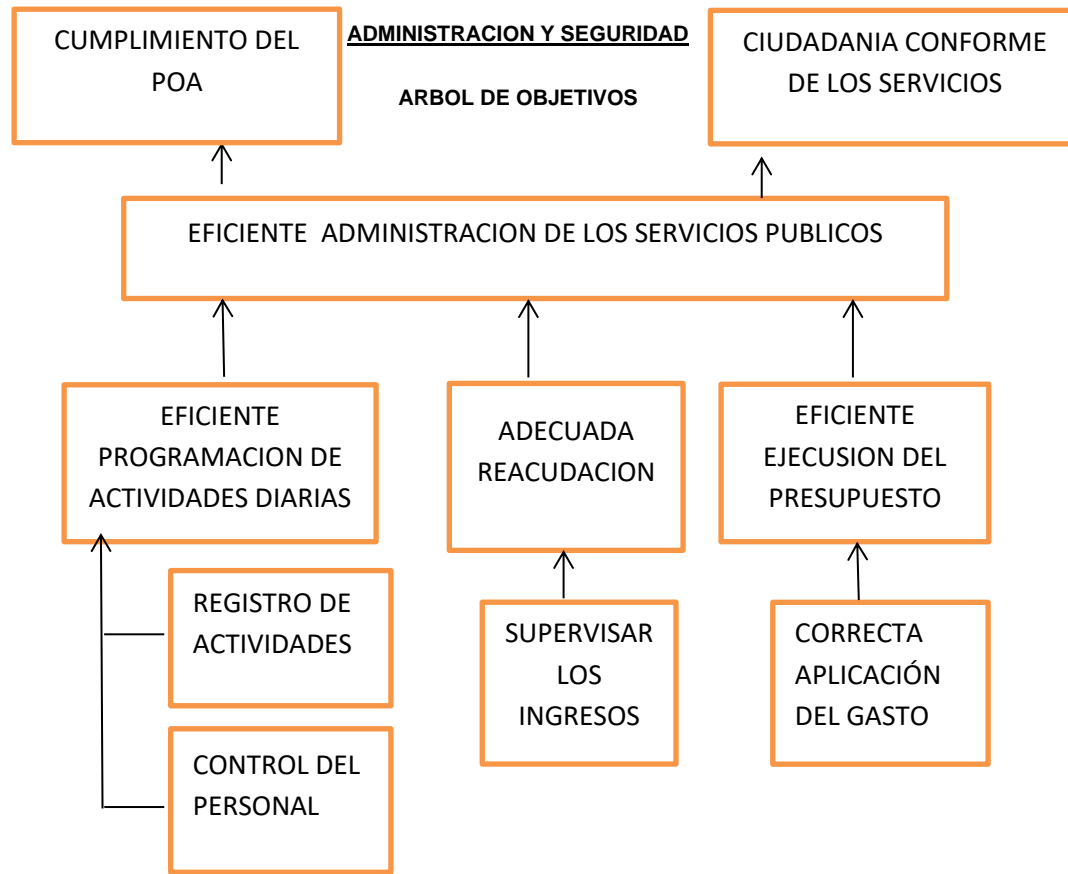 CUMPLIMIENTO DEL
POA
ADMINISTRACION Y SEGURIDAD
ARBOL DE OBJETIVOS
CIUDADANIA CONFORME
DE LOS SERVICIOS
EFICIENTE ADMINISTRACION DE LOS SERVICIOS PUBLICOS
EFICIENTE
PROGRAMACION DE
ACTIVIDADES DIARIAS
ADECUADA
REACUDACION
EFICIENTE
EJECUSION DEL
PRESUPUESTO
REGISTRO DE
ACTIVIDADES
SUPERVISAR
LOS
INGRESOS
CORRECTA
APLICACIÓN
DEL GASTO
CONTROL DEL
PERSONAL